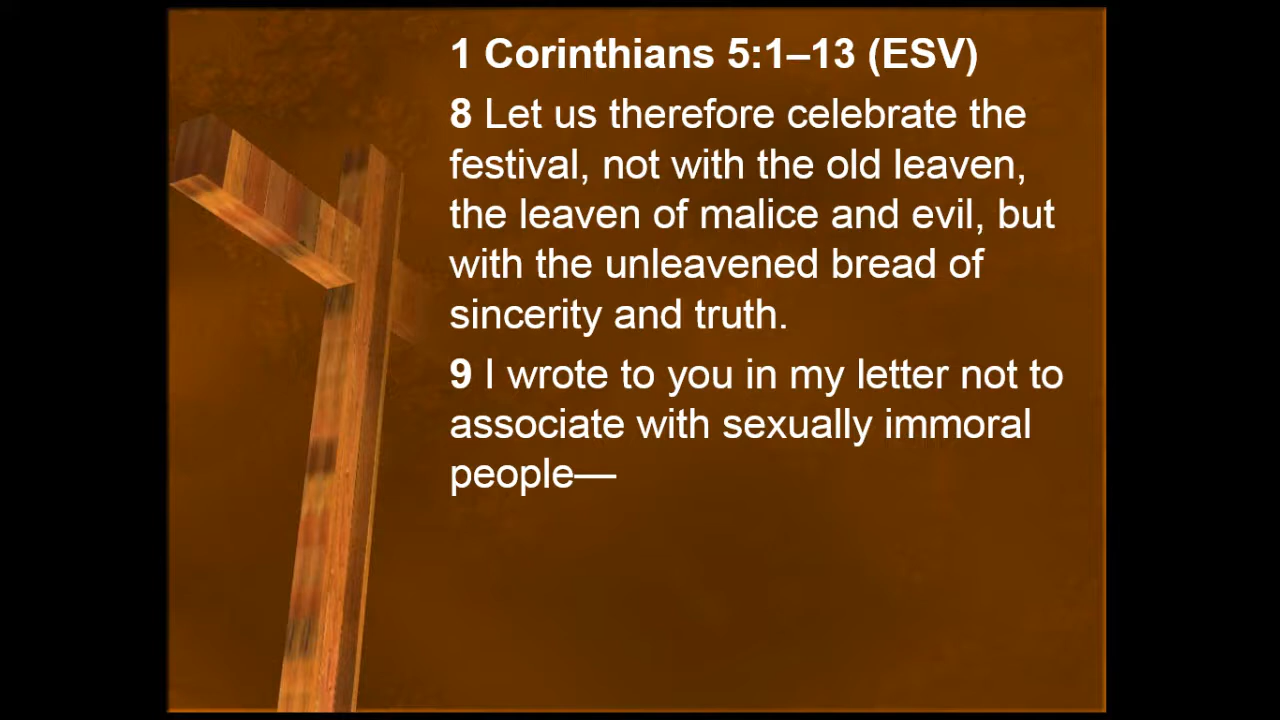 1 Corinthians 5:1–13 (ESV)
8 Let us therefore celebrate the
festival, not with the old leaven,
the leaven of malice and evil, but
with the unleavened bread of
sincerity and truth.
9 I wrote to you in my letter not to
associate with sexually immoral
people—